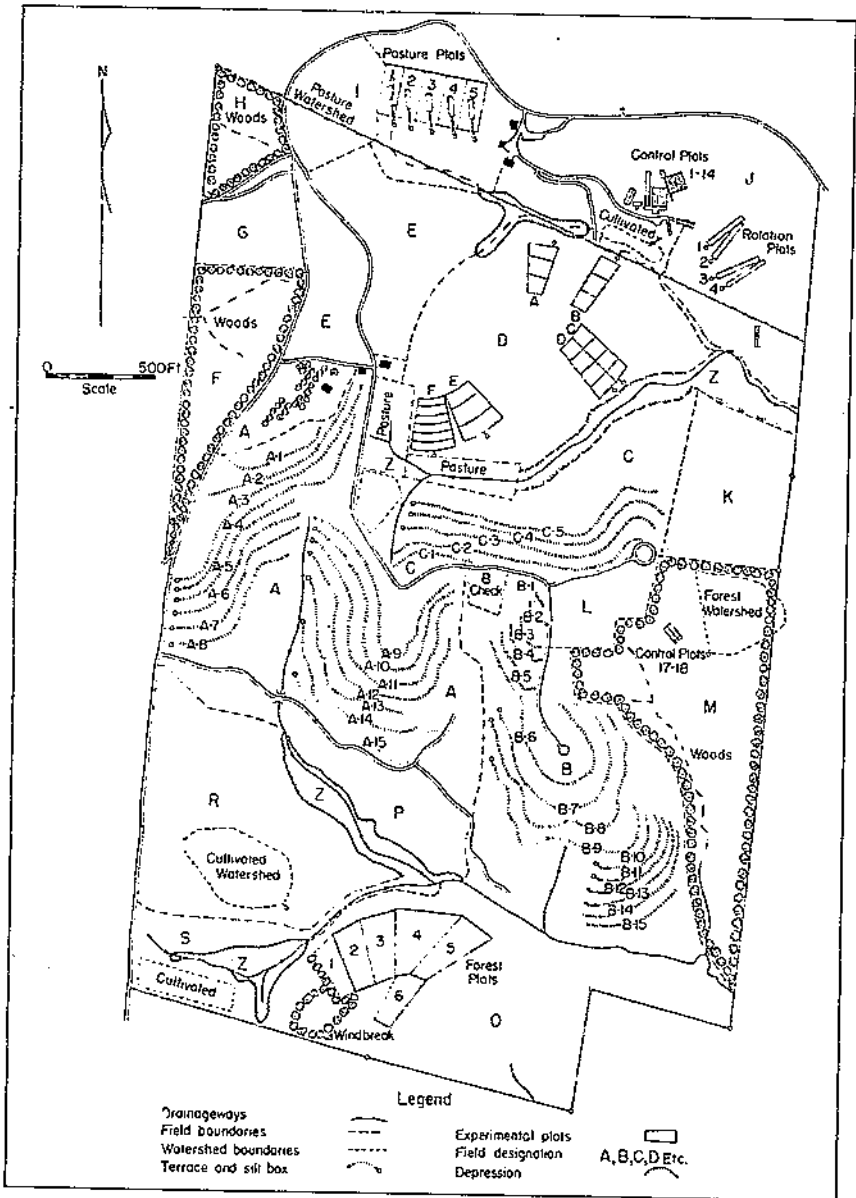 N
Pasture Plots
I
1 2 3 4 5
Pasture
Watershed
H
Woods
Control Plots
1-14
J
Cultivated
Rotation
Plots
1
2
3
4
G
E
E
A
B
C
D
D
F E
L
Z
Woods
F
0 500Ft.
Scale
Pasture
Z
Pasture
C
K
A
A-1
A-2
A-3
A-4
A-5
A-6
A-7
A-8
A
C-5
C-4
C-3
C-2
C-1
C
B
Check
B-1
B-2
B-3
B-4
B-5
L
Forest
Watershed
Control Plots
17-18
M
Woods
A-9
A-10
A-11
A-12
A-13
A-14
A-15
A
B-6
B
B-7
B-8
B-9
B-10
B-11
B-12
B-13
B-14
B-15
R
Z
P
Cultivated
Watershed
S
Z
Cultivated
1 2 3 4 5
6
Forest
Plots
Windbreak
O
Legend
Drainageways
Field boundaries
Watershed boundaries
Terrace and silt box
Experimental plots
Field designation A,B,C,D Etc.
Depression